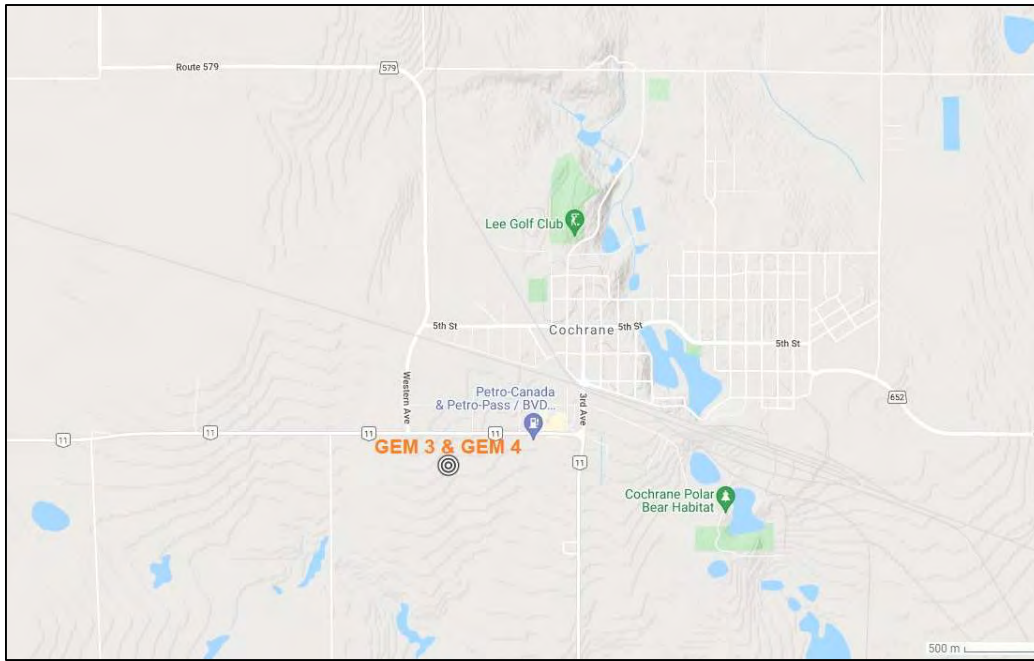 Route 579
579
Lee Golf Club
5th St
Cochrane
5th St
5th St
Western Ave
Petro-Canada
& Petro-Pass / BVD...
3rd Ave
652
11
11
11
11
GEM 3 & GEM 4
11
Cochrane Polar
Bear Habitat
500 m